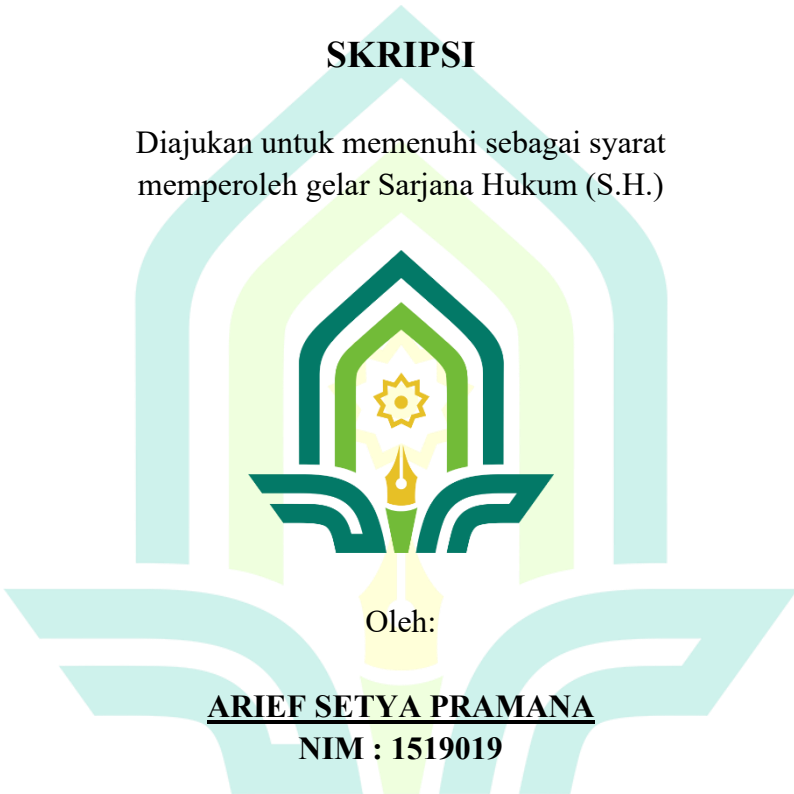 SKRIPSI
Diajukan untuk memenuhi sebagai syarat
memperoleh gelar Sarjana Hukum (S.H.)
Oleh:
ARIEF SETYA PRAMANA
NIM : 1519019